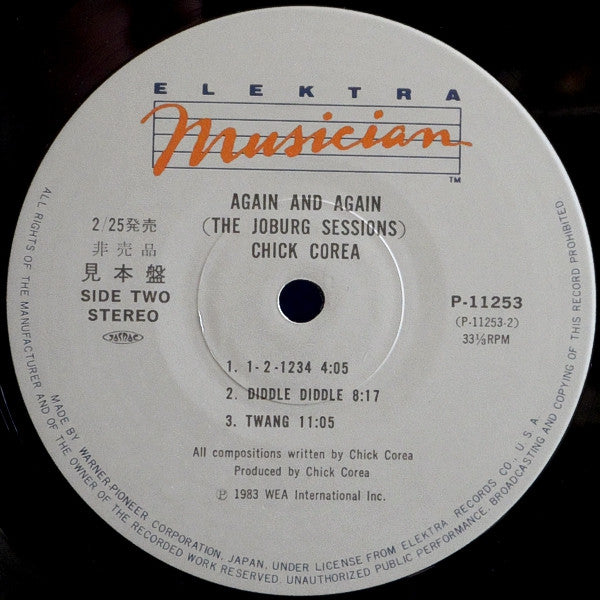 ELEKTRA
Musician
TM
AGAIN AND AGAIN
(THE JOBURG SESSIONS)
CHICK COREA
2/25発売
非売品
見本盤
SIDE TWO
STEREO
JASRAC
P-11253
(P-11253-2)
33⅓RPM
1. 1-2-1234 4:05
2. DIDDLE DIDDLE 8:17
3. TWANG 11:05
All compositions written by Chick Corea
Produced by Chick Corea
Ⓟ 1983 WEA International Inc.
ALL RIGHTS OF THE MANUFACTURER AND OF THE OWNER OF THE RECORDED WORK RESERVED. UNAUTHORIZED PUBLIC PERFORMANCE, BROADCASTING AND COPYING OF THIS RECORD PROHIBITED
MADE BY WARNER-PIONEER CORPORATION, JAPAN, UNDER LICENSE FROM ELEKTRA RECORDS CO., U.S.A